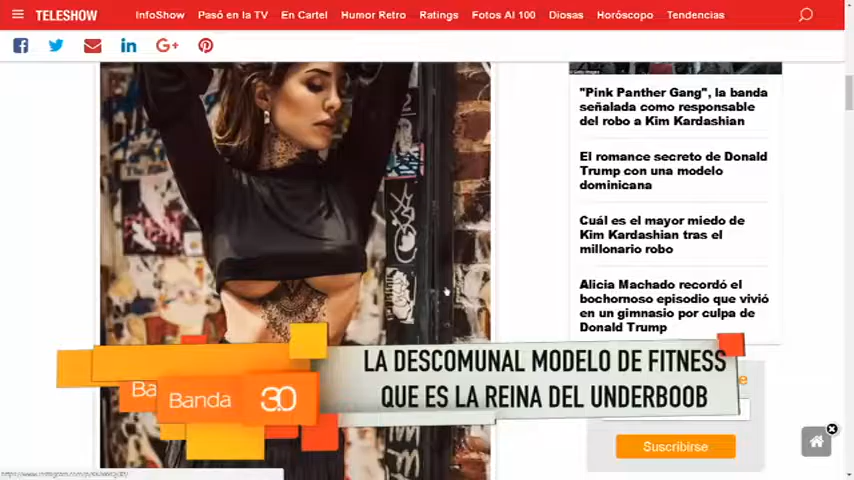 TELESHOW
InfoShow Pasó en la TV En Cartel Humor Retro Ratings Fotos Al 100 Diosas Horóscopo Tendencias
"Pink Panther Gang", la banda
señalada como responsable
del robo a Kim Kardashian
El romance secreto de Donald
Trump con una modelo
dominicana
Cuál es el mayor miedo de
Kim Kardashian tras el
millonario robo
Alicia Machado recordó el
bochornoso episodio que vivió
en un gimnasio por culpa de
Donald Trump
LA DESCOMUNAL MODELO DE FITNESS
QUE ES LA REINA DEL UNDERBOOB
Ba
Banda 3.0
Suscribirse